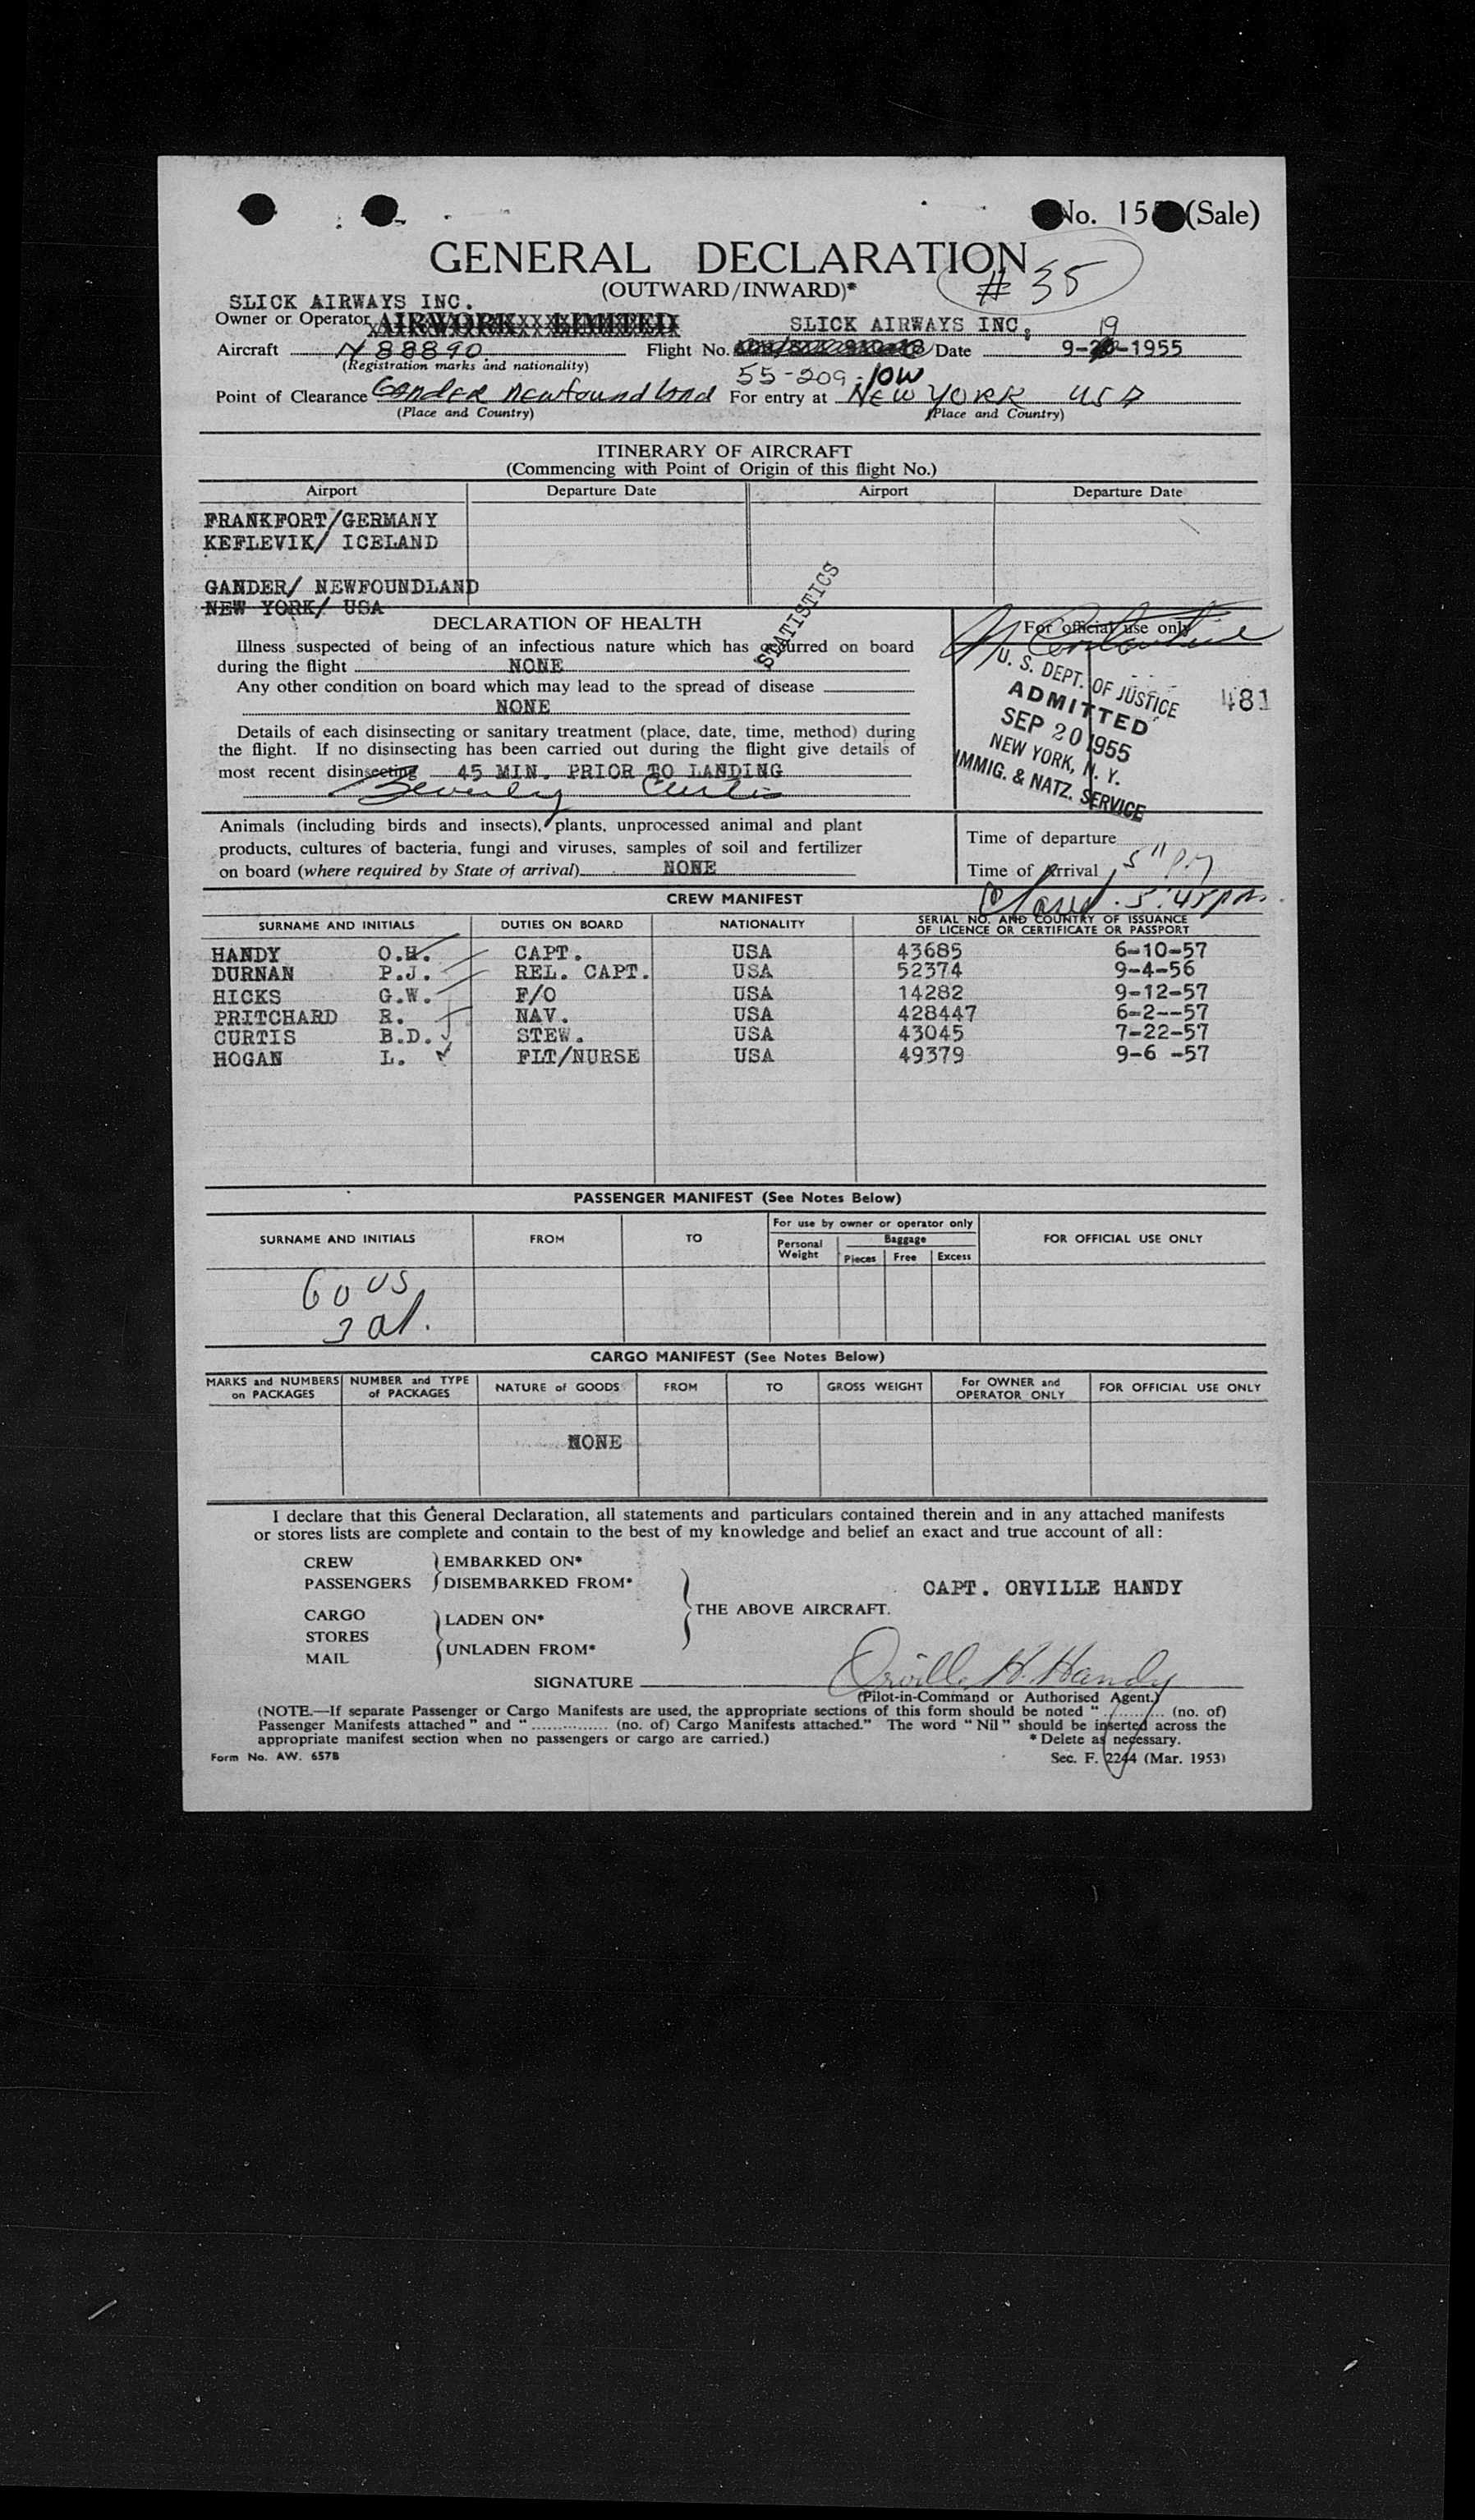 No. 15 (Sale)
GENERAL DECLARATION
# 35
(OUTWARD/INWARD)*
SLICK AIRWAYS INC.
Owner or Operator AIRWORK LIMITED SLICK AIRWAYS INC.
19
Aircraft N 88890 Flight No. Date 9-20-1955
(Registration marks and nationality)
55-209-10W
Point of Clearance Gander Newfoundland For entry at NEW YORK USA
(Place and Country) (Place and Country)
ITINERARY OF AIRCRAFT
(Commencing with Point of Origin of this flight No.)
Airport Departure Date Airport Departure Date
FRANKFORT/GERMANY
KEFLEVIK/ ICELAND
GANDER/ NEWFOUNDLAND
NEW YORK/ USA
STATISTICS
DECLARATION OF HEALTH
Illness suspected of being of an infectious nature which has occurred on board
during the flight NONE
Any other condition on board which may lead to the spread of disease
NONE
Details of each disinsecting or sanitary treatment (place, date, time, method) during
the flight. If no disinsecting has been carried out during the flight give details of
most recent disinsecting 45 MIN. PRIOR TO LANDING
Beverly Curtis
For official use only
U. S. DEPT. OF JUSTICE
ADMITTED
SEP 20 1955
NEW YORK, N. Y.
IMMIG. & NATZ. SERVICE
481
Animals (including birds and insects), plants, unprocessed animal and plant
products, cultures of bacteria, fungi and viruses, samples of soil and fertilizer
on board (where required by State of arrival) NONE
Time of departure
Time of Arrival 5 11 PM
Closed 5:45 pm.
CREW MANIFEST
SURNAME AND INITIALS DUTIES ON BOARD NATIONALITY SERIAL NO. AND COUNTRY OF ISSUANCE
OF LICENCE OR CERTIFICATE OR PASSPORT
HANDY O.H. CAPT. USA 43685 6-10-57
DURNAN P.J. REL. CAPT. USA 52374 9-4-56
HICKS G.W. F/O USA 14282 9-12-57
PRITCHARD R. NAV. USA 428447 6-2--57
CURTIS B.D. STEW. USA 43045 7-22-57
HOGAN L. FLT/NURSE USA 49379 9-6 -57
PASSENGER MANIFEST (See Notes Below)
SURNAME AND INITIALS FROM TO For use by owner or operator only FOR OFFICIAL USE ONLY
Personal Weight Baggage
Pieces Free Excess
60 US
3 al.
CARGO MANIFEST (See Notes Below)
MARKS and NUMBERS on PACKAGES NUMBER and TYPE of PACKAGES NATURE of GOODS FROM TO GROSS WEIGHT For OWNER and OPERATOR ONLY FOR OFFICIAL USE ONLY
NONE
I declare that this General Declaration, all statements and particulars contained therein and in any attached manifests
or stores lists are complete and contain to the best of my knowledge and belief an exact and true account of all:
CREW EMBARKED ON*
PASSENGERS DISEMBARKED FROM*
CARGO LADEN ON*
STORES
MAIL UNLADEN FROM*
THE ABOVE AIRCRAFT.
CAPT. ORVILLE HANDY
SIGNATURE Orville H. Handy
(Pilot-in-Command or Authorised Agent.)
(NOTE.—If separate Passenger or Cargo Manifests are used, the appropriate sections of this form should be noted “ ........... (no. of)
Passenger Manifests attached” and “ ............... (no. of) Cargo Manifests attached.” The word “Nil” should be inserted across the
appropriate manifest section when no passengers or cargo are carried.) * Delete as necessary.
Form No. AW. 657B Sec. F. 2244 (Mar. 1953)